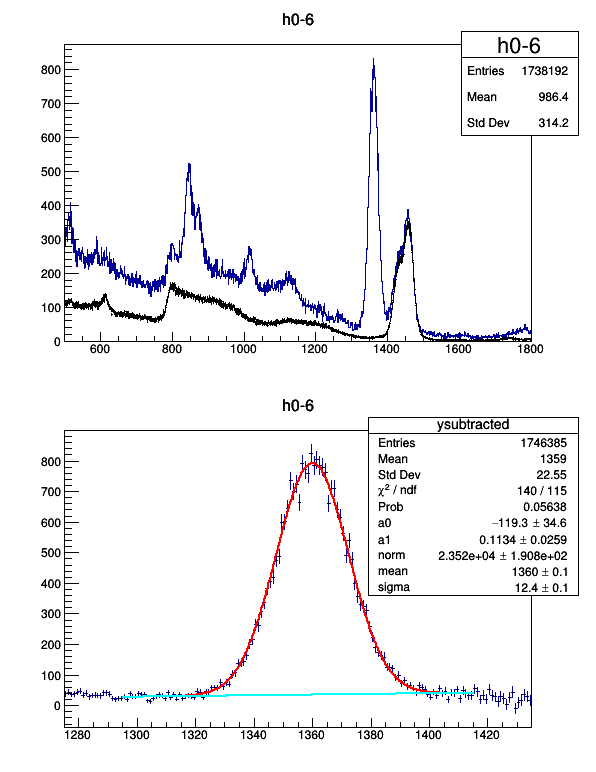 h0-6
h0-6
Entries 1738192
Mean 986.4
Std Dev 314.2
800
700
600
500
400
300
200
100
0
600 800 1000 1200 1400 1600 1800
h0-6
ysubtracted
Entries 1746385
Mean 1359
Std Dev 22.55
χ² / ndf 140 / 115
Prob 0.05638
a0 −119.3 ± 34.6
a1 0.1134 ± 0.0259
norm 2.352e+04 ± 1.908e+02
mean 1360 ± 0.1
sigma 12.4 ± 0.1
800
700
600
500
400
300
200
100
0
1280 1300 1320 1340 1360 1380 1400 1420